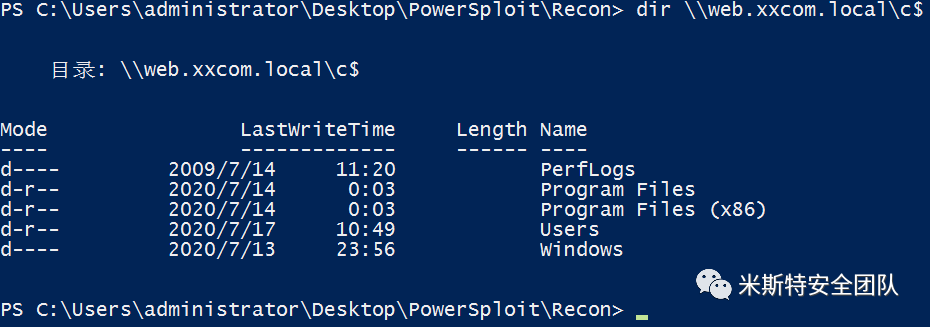 PS C:\Users\administrator\Desktop\PowerSploit\Recon> dir \\web.xxcom.local\c$
目录: \\web.xxcom.local\c$
Mode                LastWriteTime     Length Name
----                -------------     ------ ----
d----         2009/7/14     11:20            PerfLogs
d-r--         2020/7/14      0:03            Program Files
d-r--         2020/7/14      0:03            Program Files (x86)
d-r--         2020/7/17     10:49            Users
d----         2020/7/13     23:56            Windows
米斯特安全团队
PS C:\Users\administrator\Desktop\PowerSploit\Recon>